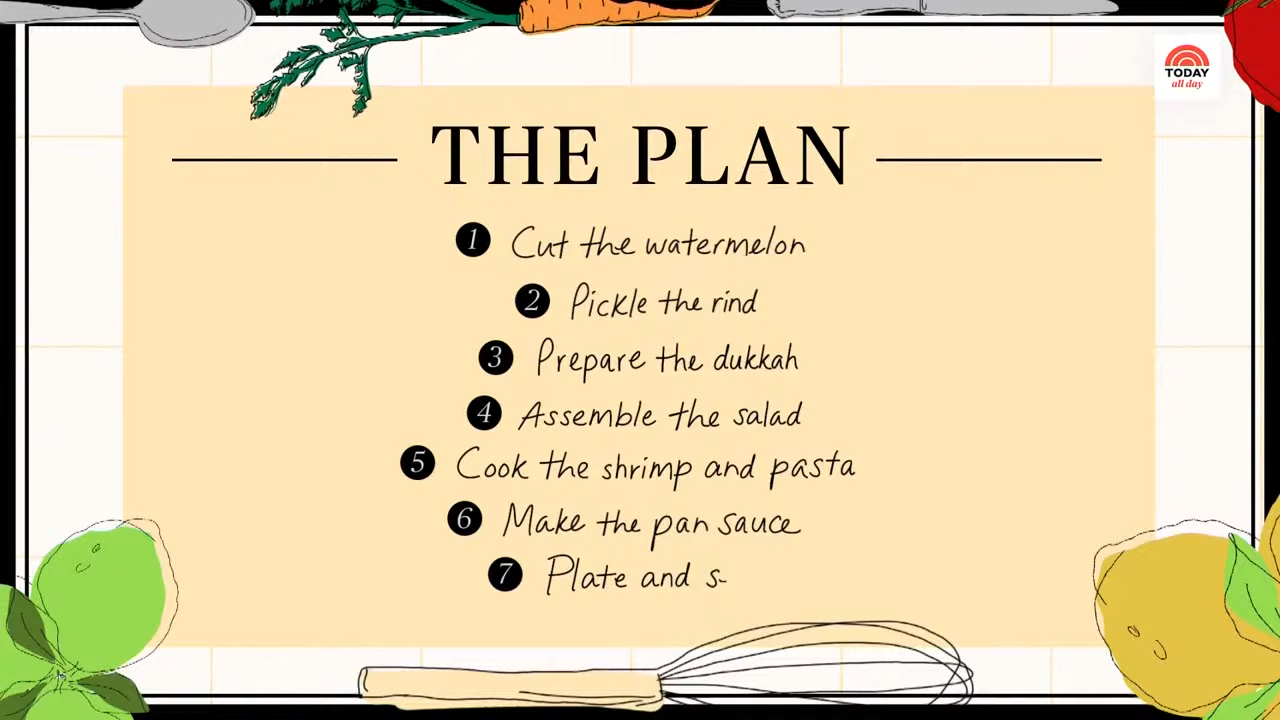 TODAY
all day
THE PLAN
1 Cut the watermelon
2 Pickle the rind
3 Prepare the dukkah
4 Assemble the salad
5 Cook the shrimp and pasta
6 Make the pan sauce
7 Plate and s